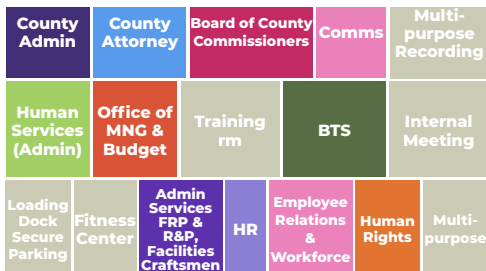 County
Admin
County
Attorney
Board of County
Commissioners
Comms
Multi-
purpose
Recording
Human
Services
(Admin)
Office of
MNG &
Budget
Training
rm
BTS
Internal
Meeting
Loading
Dock
Secure
Parking
Fitness
Center
Admin
Services
FRP &
R&P,
Facilities
Craftsmen
HR
Employee
Relations
&
Workforce
Human
Rights
Multi-
purpose